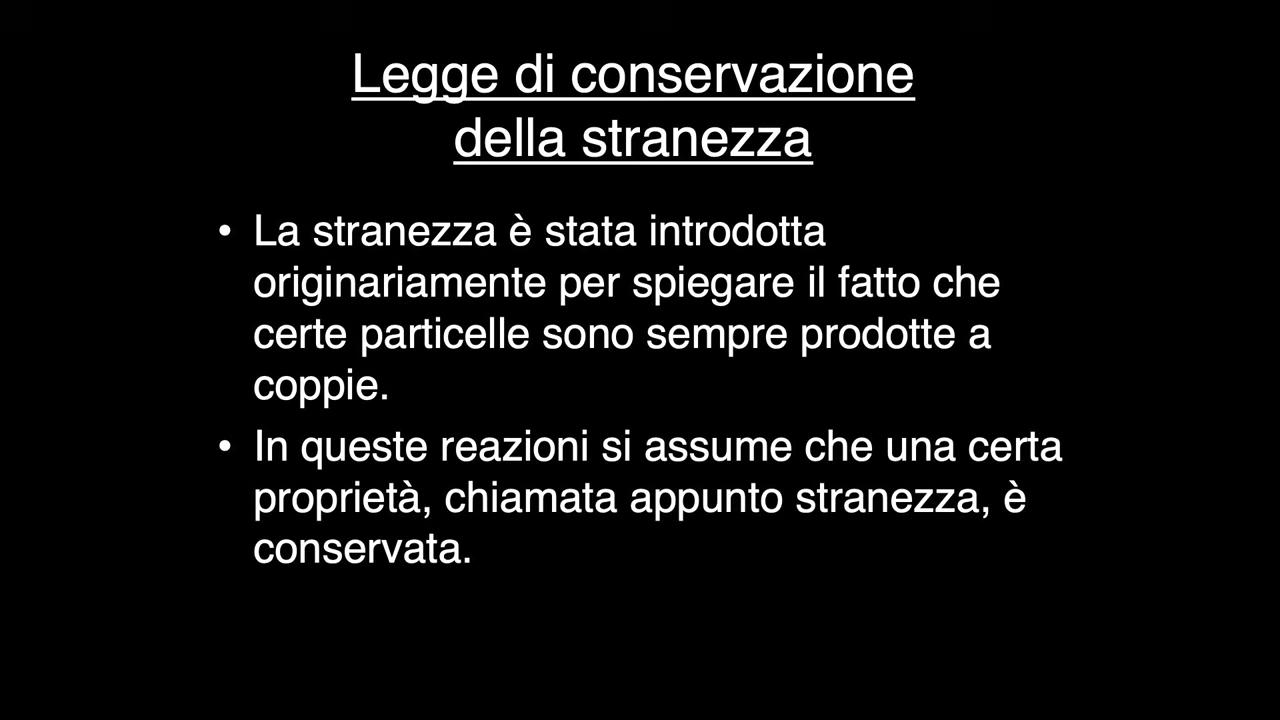 Legge di conservazione
della stranezza
• La stranezza è stata introdotta
originariamente per spiegare il fatto che
certe particelle sono sempre prodotte a
coppie.
• In queste reazioni si assume che una certa
proprietà, chiamata appunto stranezza, è
conservata.